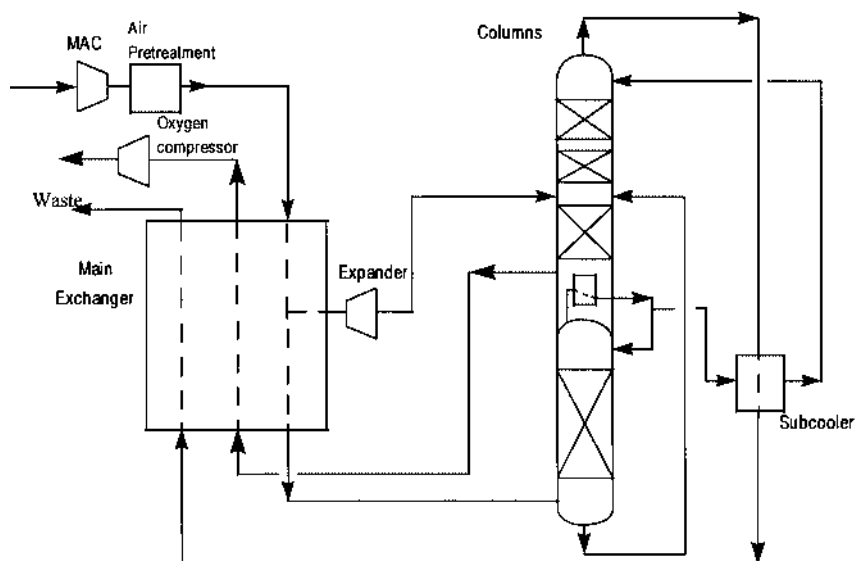 MAC
Air
Pretreatment
Columns
Oxygen
compressor
Waste
Main
Exchanger
Expander
Subcooler